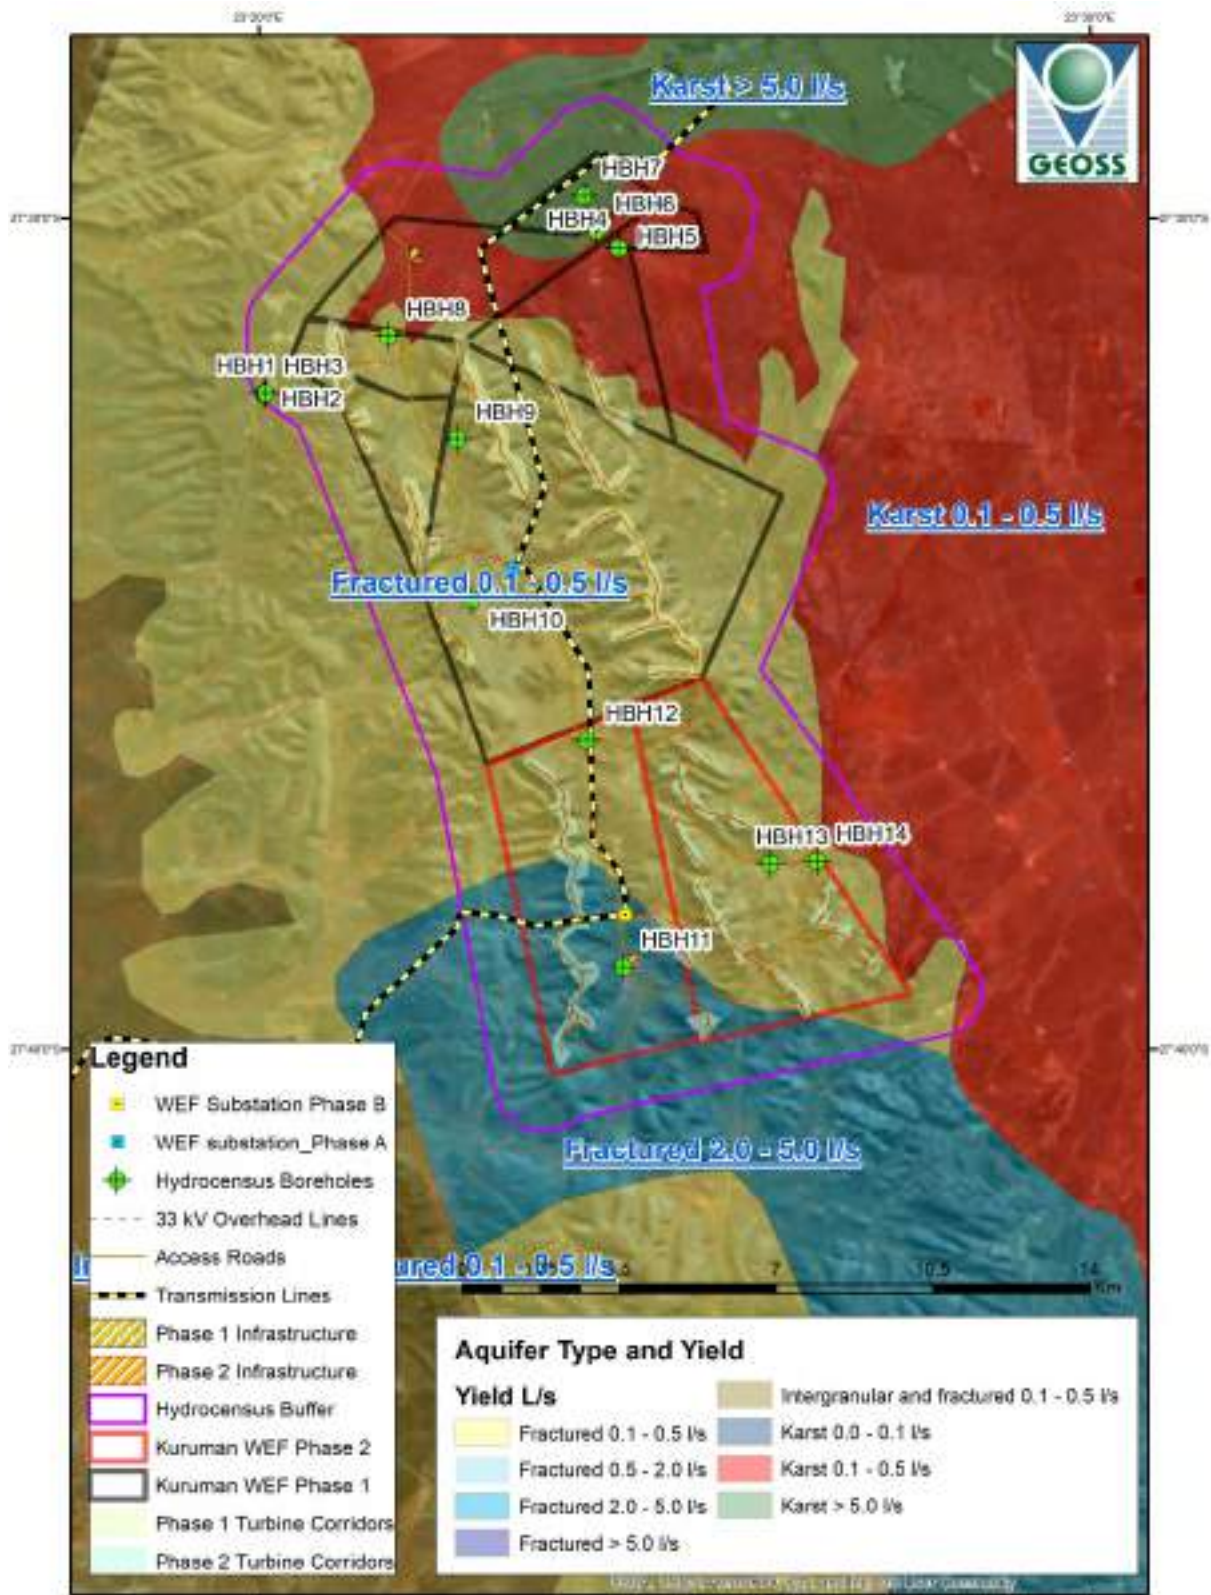 Karst > 5.0 l/s
GEOSS
HBH7
HBH6
HBH4
HBH5
HBH8
HBH1
HBH3
HBH2
HBH9
Karst 0.1 - 0.5 l/s
Fractured 0.1 - 0.5 l/s
HBH10
HBH12
HBH13
HBH14
HBH11
Fractured 2.0 - 5.0 l/s
ured 0.1 - 0.5 l/s
7
10.5
14
Km
Legend
WEF Substation Phase B
WEF substation_Phase A
Hydrocensus Boreholes
33 kV Overhead Lines
Access Roads
Transmission Lines
Phase 1 Infrastructure
Phase 2 Infrastructure
Hydrocensus Buffer
Kuruman WEF Phase 2
Kuruman WEF Phase 1
Phase 1 Turbine Corridors
Phase 2 Turbine Corridors
Aquifer Type and Yield
Yield L/s
Fractured 0.1 - 0.5 l/s
Fractured 0.5 - 2.0 l/s
Fractured 2.0 - 5.0 l/s
Fractured > 5.0 l/s
Intergranular and fractured 0.1 - 0.5 l/s
Karst 0.0 - 0.1 l/s
Karst 0.1 - 0.5 l/s
Karst > 5.0 l/s